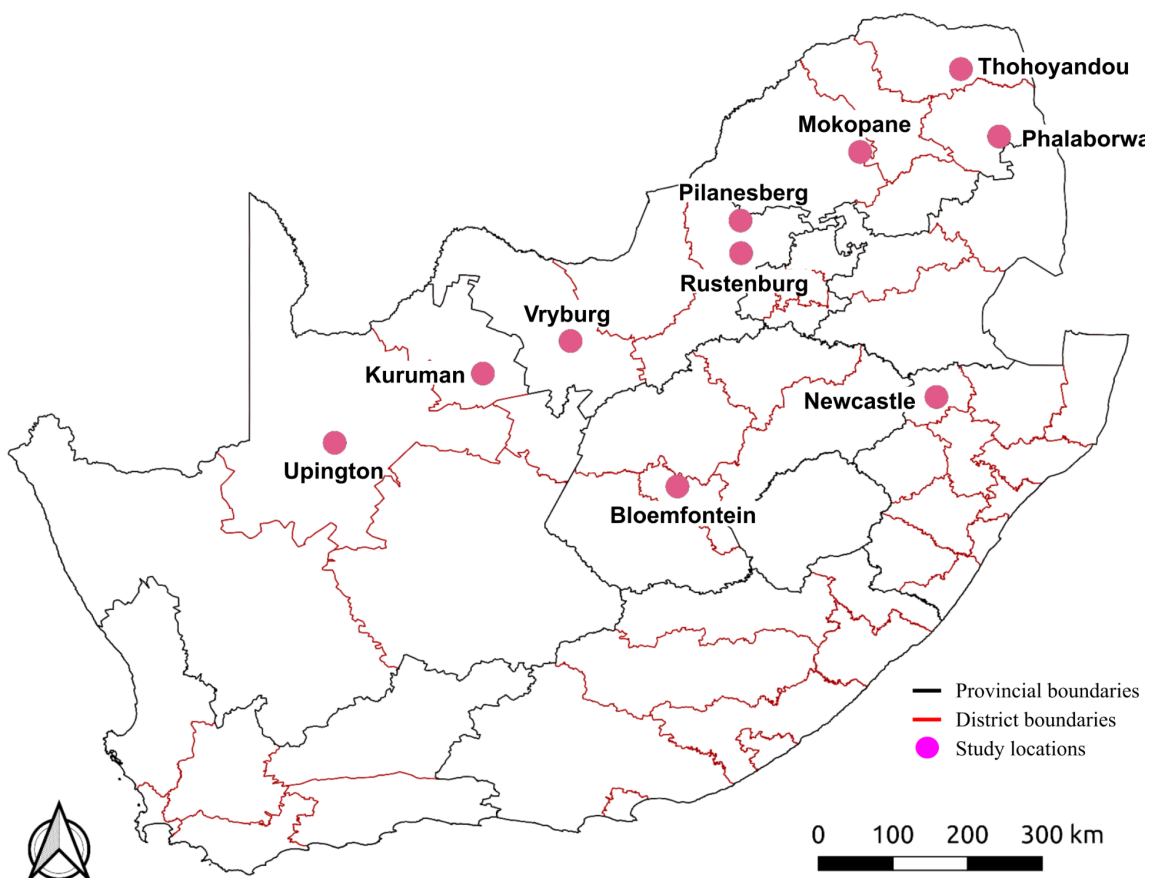 Thohoyandou
Mokopane
Phalaborwa
Pilanesberg
Rustenburg
Vryburg
Kuruman
Newcastle
Upington
Bloemfontein
Provincial boundaries
District boundaries
Study locations
0 100 200 300 km